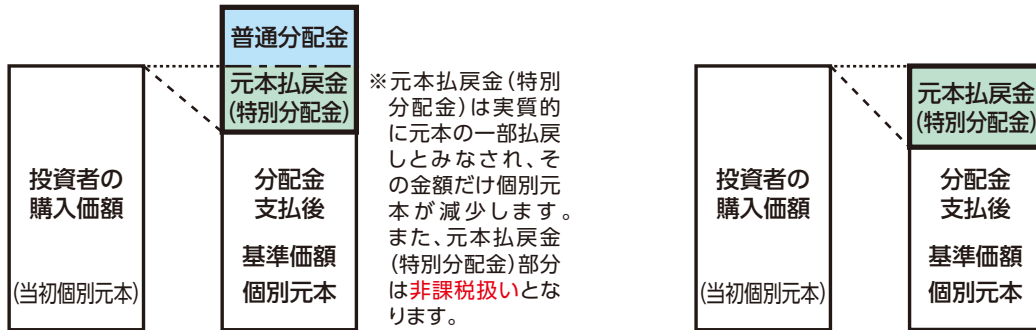 普通分配金
元本払戻金
(特別分配金)
投資者の
購入価額
(当初個別元本)
分配金
支払後
基準価額
個別元本
※元本払戻金(特別
分配金)は実質的
に元本の一部払戻
しとみなされ、そ
の金額だけ個別元
本が減少します。
また、元本払戻金
(特別分配金)部分
は非課税扱いとな
ります。
元本払戻金
(特別分配金)
投資者の
購入価額
(当初個別元本)
分配金
支払後
基準価額
個別元本